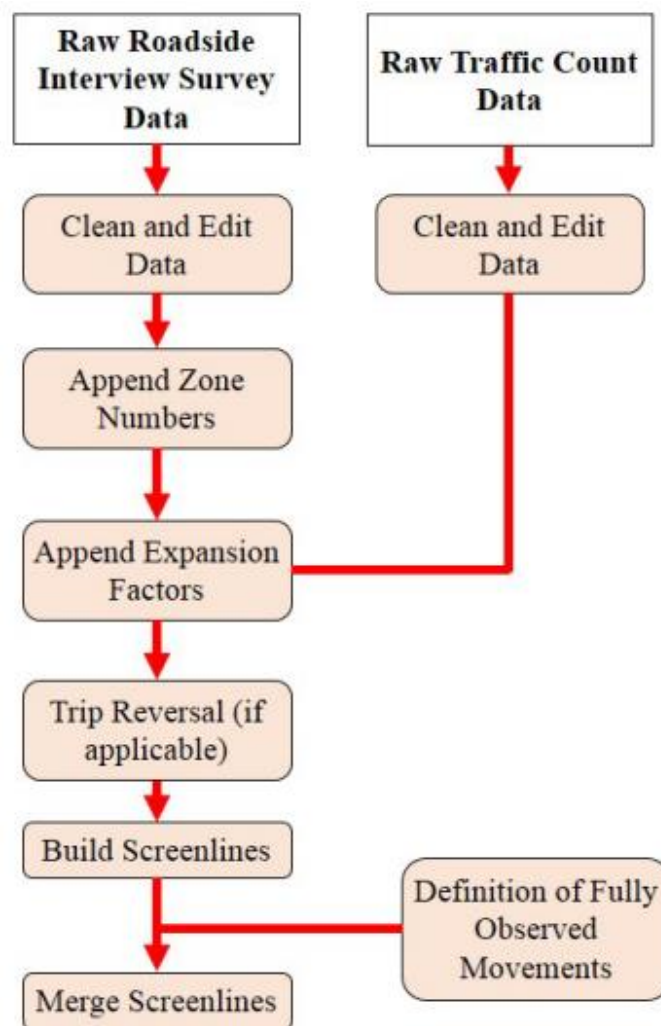 Raw Roadside
Interview Survey
Data
Raw Traffic Count
Data
Clean and Edit
Data
Clean and Edit
Data
Append Zone
Numbers
Append Expansion
Factors
Trip Reversal (if
applicable)
Build Screenlines
Definition of Fully
Observed
Movements
Merge Screenlines